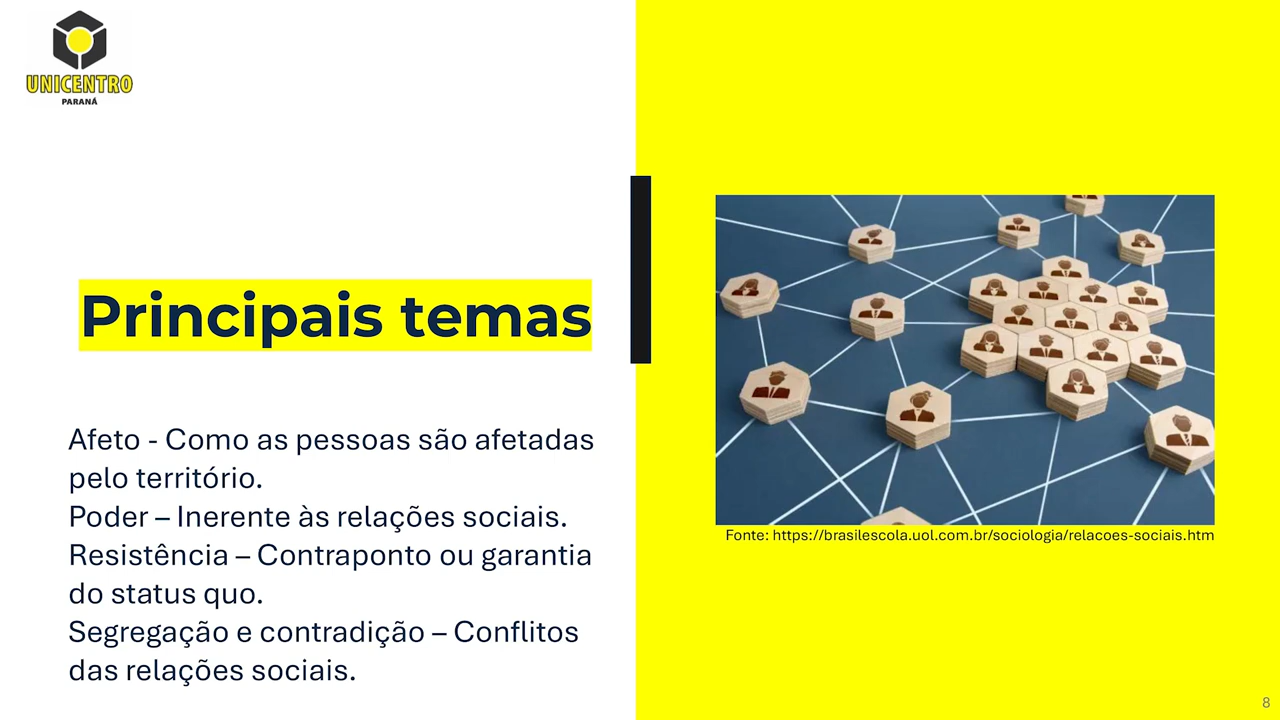 UNICENTRO
PARANÁ
Principais temas
Afeto - Como as pessoas são afetadas
pelo território.
Poder – Inerente às relações sociais.
Resistência – Contraponto ou garantia
do status quo.
Segregação e contradição – Conflitos
das relações sociais.
Fonte: https://brasilescola.uol.com.br/sociologia/relacoes-sociais.htm
8